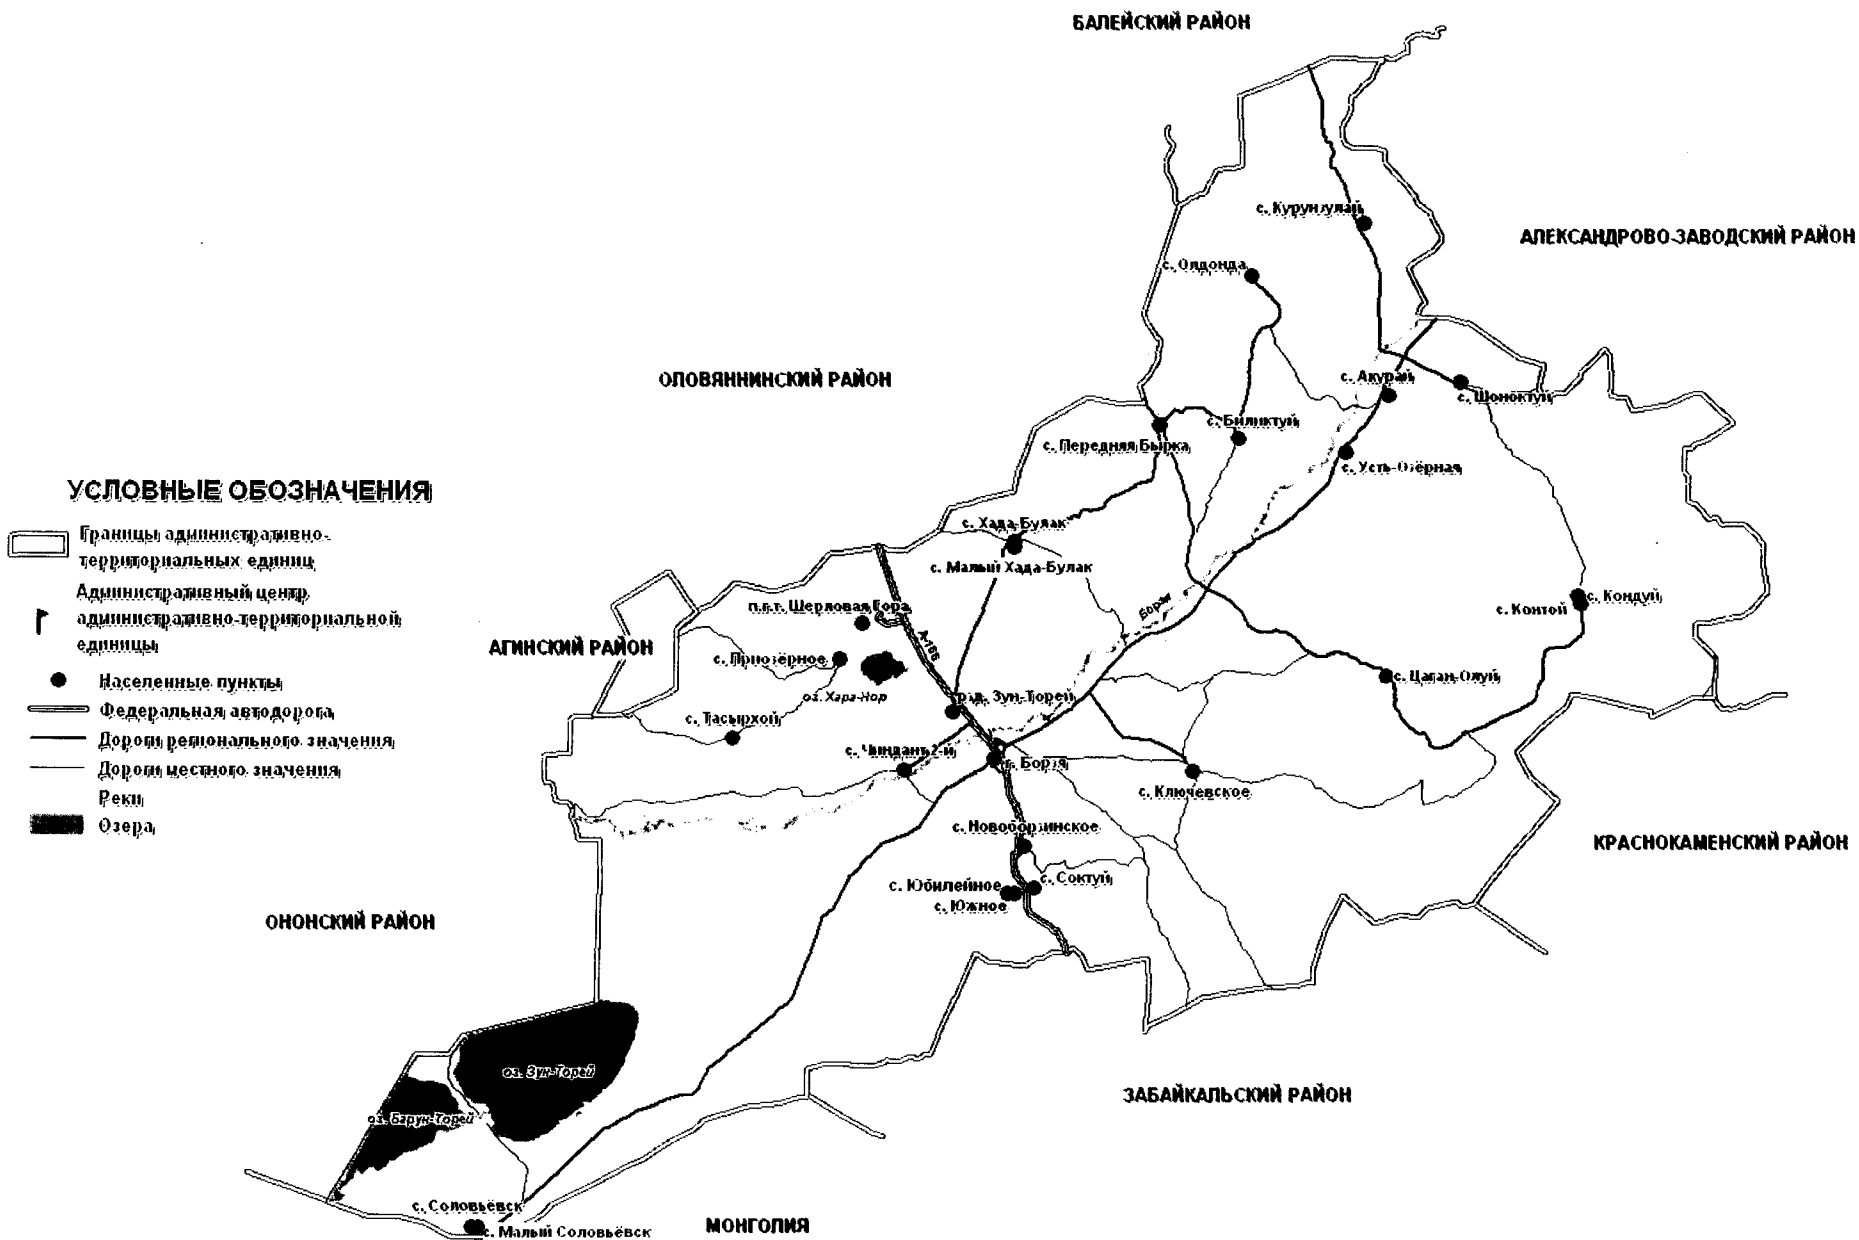 БАЛЕЙСКИЙ РАЙОН
с. Курунзулай
АЛЕКСАНДРОВО-ЗАВОДСКИЙ РАЙОН
с. Олдонда
ОЛОВЯННИНСКИЙ РАЙОН
с. Акурай
с. Шоноктуй
с. Биликтуй
с. Передняя Бырка
с. Усть-Озёрная
УСЛОВНЫЕ ОБОЗНАЧЕНИЯ
Границы административно-
территориальных единиц
Административный центр
административно-территориальной
единицы
Населенные пункты
Федеральная автодорога
Дороги регионального значения
Дороги местного значения
Реки
Озера
с. Хада-Булак
с. Малый Хада-Булак
п.г.т. Шерловая Гора
Борзя
с. Кондуй
с. Контой
АГИНСКИЙ РАЙОН
А-166
с. Приозёрное
оз. Хара-Нор
рзд. Зун-Торей
с. Цаган-Олуй
с. Тасырхой
с. Чиндант 2-й
г. Борзя
с. Ключевское
с. Новоборзинское
КРАСНОКАМЕНСКИЙ РАЙОН
с. Юбилейное
с. Соктуй
с. Южное
ОНОНСКИЙ РАЙОН
оз. Зун-Торей
оз. Барун-Торей
ЗАБАЙКАЛЬСКИЙ РАЙОН
с. Соловьёвск
с. Малый Соловьёвск
МОНГОЛИЯ